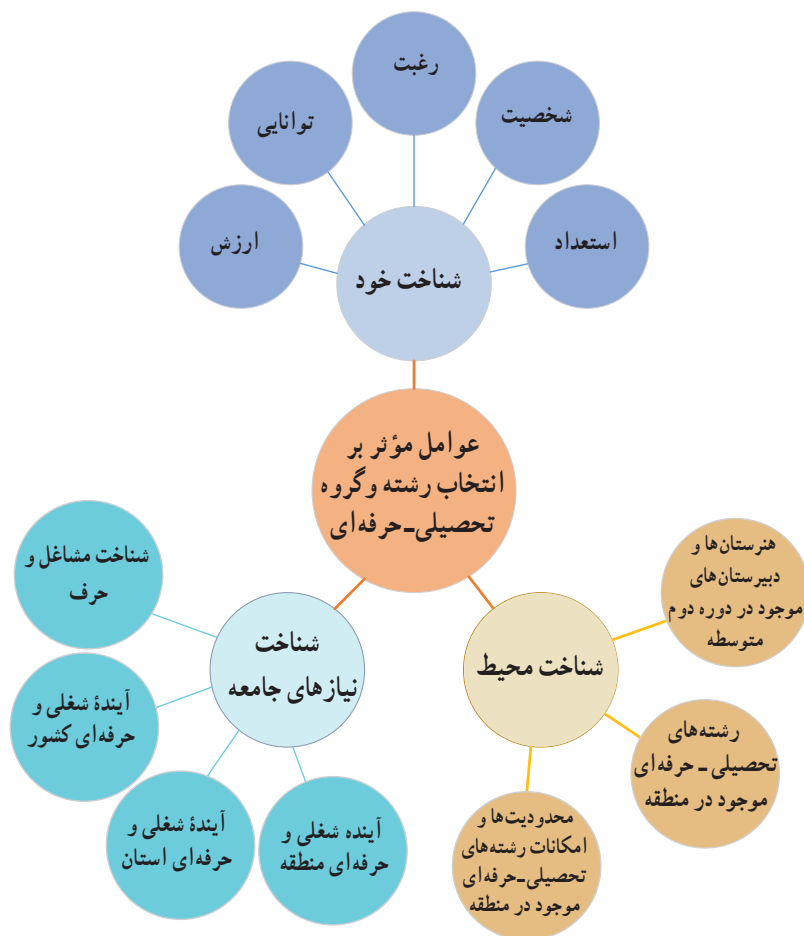 رغبت
شخصیت
توانایی
استعداد
ارزش
شناخت خود
عوامل مؤثر بر
انتخاب رشته وگروه
تحصیلی-حرفه‌ای
هنرستان‌ها و
دبیرستان‌های
موجود در دوره دوم
متوسطه
شناخت محیط
رشته‌های
تحصیلی - حرفه‌ای
موجود در منطقه
محدودیت‌ها و
امکانات رشته‌های
تحصیلی-حرفه‌ای
موجود در منطقه
شناخت
نیازهای جامعه
شناخت مشاغل و
حرف
آیندهٔ شغلی و
حرفه‌ای کشور
آیندهٔ شغلی و
حرفه‌ای استان
آینده شغلی و
حرفه‌ای منطقه